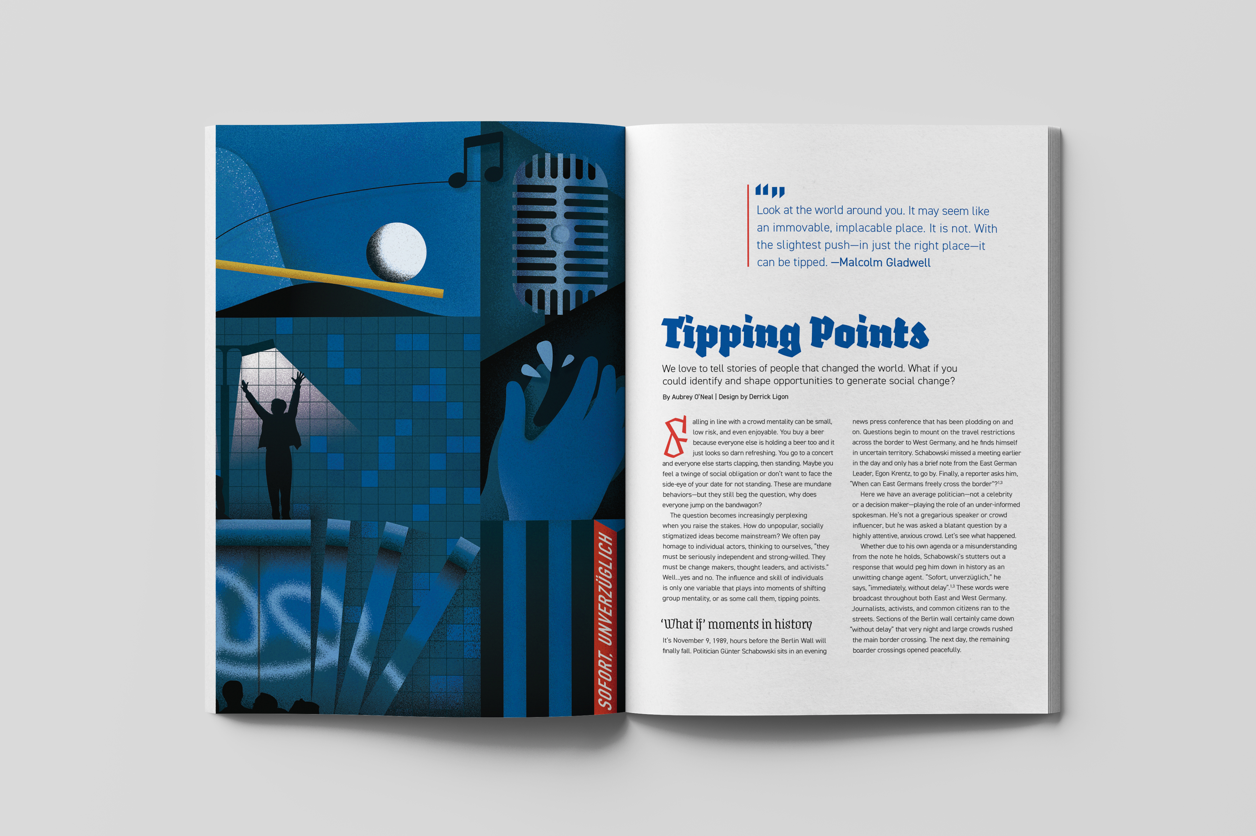 SOFORT, UNVERZÜGLICH
Look at the world around you. It may seem like
an immovable, implacable place. It is not. With
the slightest push—in just the right place—it
can be tipped. —Malcolm Gladwell
Tipping Points
We love to tell stories of people that changed the world. What if you
could identify and shape opportunities to generate social change?
By Aubrey O'Neal | Design by Derrick Ligon
Falling in line with a crowd mentality can be small,
low risk, and even enjoyable. You buy a beer
because everyone else is holding a beer too and it
just looks so darn refreshing. You go to a concert
and everyone else starts clapping, then standing. Maybe you
feel a twinge of social obligation or don't want to face the
side-eye of your date for not standing. These are mundane
behaviors—but they still beg the question, why does
everyone jump on the bandwagon?
The question becomes increasingly perplexing
when you raise the stakes. How do unpopular, socially
stigmatized ideas become mainstream? We often pay
homage to individual actors, thinking to ourselves, "they
must be seriously independent and strong-willed. They
must be change makers, thought leaders, and activists."
Well...yes and no. The influence and skill of individuals
is only one variable that plays into moments of shifting
group mentality, or as some call them, tipping points.
'What if' moments in history
It's November 9, 1989, hours before the Berlin Wall will
finally fall. Politician Günter Schabowski sits in an evening
news press conference that has been plodding on and
on. Questions begin to mount on the travel restrictions
across the border to West Germany, and he finds himself
in uncertain territory. Schabowski missed a meeting earlier
in the day and only has a brief note from the East German
Leader, Egon Krentz, to go by. Finally, a reporter asks him,
"When can East Germans freely cross the border"?¹·²
Here we have an average politician—not a celebrity
or a decision maker—playing the role of an under-informed
spokesman. He's not a gregarious speaker or crowd
influencer, but he was asked a blatant question by a
highly attentive, anxious crowd. Let's see what happened.
Whether due to his own agenda or a misunderstanding
from the note he holds, Schabowski's stutters out a
response that would peg him down in history as an
unwitting change agent. "Sofort, unverzüglich," he
says, "immediately, without delay".¹·² These words were
broadcast throughout both East and West Germany.
Journalists, activists, and common citizens ran to the
streets. Sections of the Berlin wall certainly came down
"without delay" that very night and large crowds rushed
the main border crossing. The next day, the remaining
boarder crossings opened peacefully.